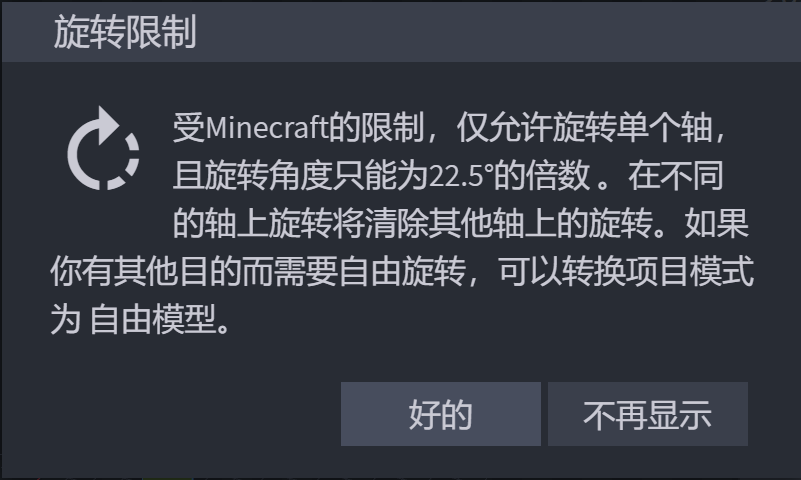 旋转限制
受Minecraft的限制，仅允许旋转单个轴，
且旋转角度只能为22.5°的倍数 。在不同
的轴上旋转将清除其他轴上的旋转。如果
你有其他目的而需要自由旋转，可以转换项目模式
为 自由模型。
好的
不再显示